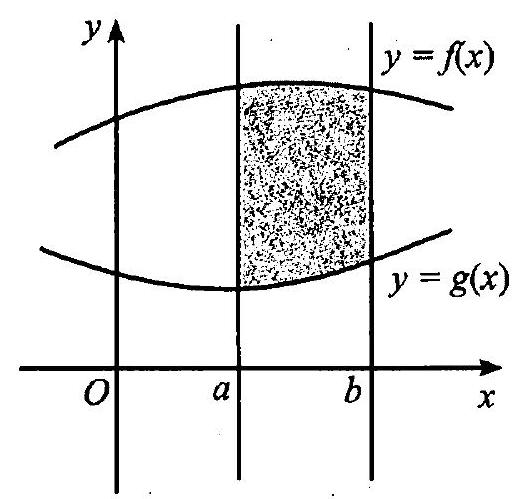 y
y = f(x)
y = g(x)
O
a
b
x